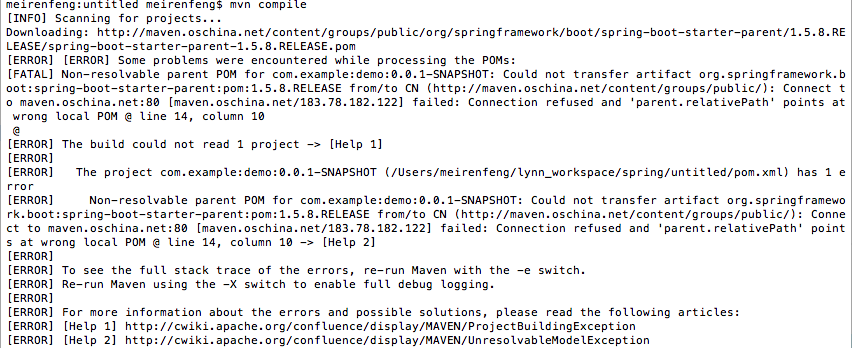 meirenfeng:untitled meirenfeng$ mvn compile
[INFO] Scanning for projects...
Downloading: http://maven.oschina.net/content/groups/public/org/springframework/boot/spring-boot-starter-parent/1.5.8.RE
LEASE/spring-boot-starter-parent-1.5.8.RELEASE.pom
[ERROR] [ERROR] Some problems were encountered while processing the POMs:
[FATAL] Non-resolvable parent POM for com.example:demo:0.0.1-SNAPSHOT: Could not transfer artifact org.springframework.b
oot:spring-boot-starter-parent:pom:1.5.8.RELEASE from/to CN (http://maven.oschina.net/content/groups/public/): Connect t
o maven.oschina.net:80 [maven.oschina.net/183.78.182.122] failed: Connection refused and 'parent.relativePath' points at
 wrong local POM @ line 14, column 10
 @
[ERROR] The build could not read 1 project -> [Help 1]
[ERROR]
[ERROR]   The project com.example:demo:0.0.1-SNAPSHOT (/Users/meirenfeng/lynn_workspace/spring/untitled/pom.xml) has 1 e
rror
[ERROR]     Non-resolvable parent POM for com.example:demo:0.0.1-SNAPSHOT: Could not transfer artifact org.springframewo
rk.boot:spring-boot-starter-parent:pom:1.5.8.RELEASE from/to CN (http://maven.oschina.net/content/groups/public/): Conne
ct to maven.oschina.net:80 [maven.oschina.net/183.78.182.122] failed: Connection refused and 'parent.relativePath' point
s at wrong local POM @ line 14, column 10 -> [Help 2]
[ERROR]
[ERROR] To see the full stack trace of the errors, re-run Maven with the -e switch.
[ERROR] Re-run Maven using the -X switch to enable full debug logging.
[ERROR]
[ERROR] For more information about the errors and possible solutions, please read the following articles:
[ERROR] [Help 1] http://cwiki.apache.org/confluence/display/MAVEN/ProjectBuildingException
[ERROR] [Help 2] http://cwiki.apache.org/confluence/display/MAVEN/UnresolvableModelException